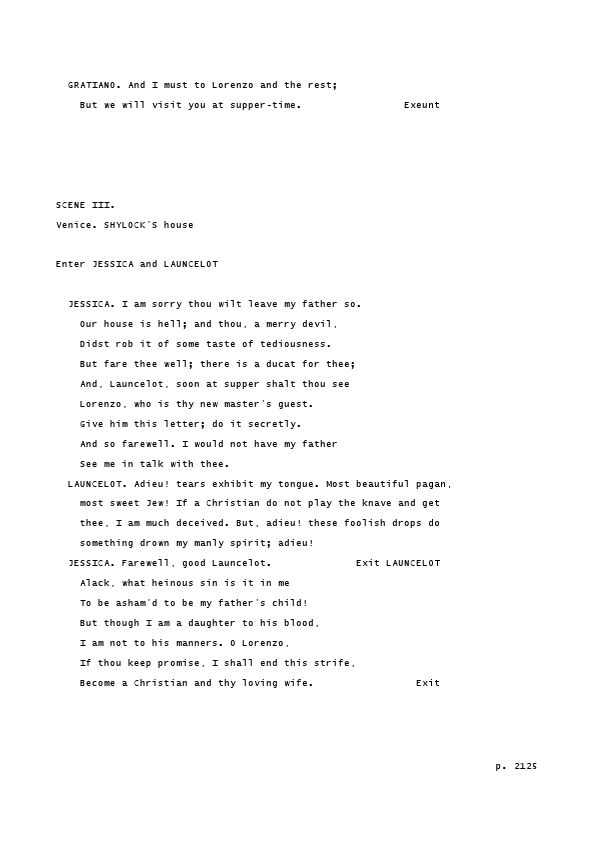 GRATIANO. And I must to Lorenzo and the rest;
But we will visit you at supper-time. Exeunt
SCENE III.
Venice. SHYLOCK'S house
Enter JESSICA and LAUNCELOT
JESSICA. I am sorry thou wilt leave my father so.
Our house is hell; and thou, a merry devil,
Didst rob it of some taste of tediousness.
But fare thee well; there is a ducat for thee;
And, Launcelot, soon at supper shalt thou see
Lorenzo, who is thy new master's guest.
Give him this letter; do it secretly.
And so farewell. I would not have my father
See me in talk with thee.
LAUNCELOT. Adieu! tears exhibit my tongue. Most beautiful pagan,
most sweet Jew! If a Christian do not play the knave and get
thee, I am much deceived. But, adieu! these foolish drops do
something drown my manly spirit; adieu!
JESSICA. Farewell, good Launcelot. Exit LAUNCELOT
Alack, what heinous sin is it in me
To be asham'd to be my father's child!
But though I am a daughter to his blood,
I am not to his manners. O Lorenzo,
If thou keep promise, I shall end this strife,
Become a Christian and thy loving wife. Exit
p. 2125